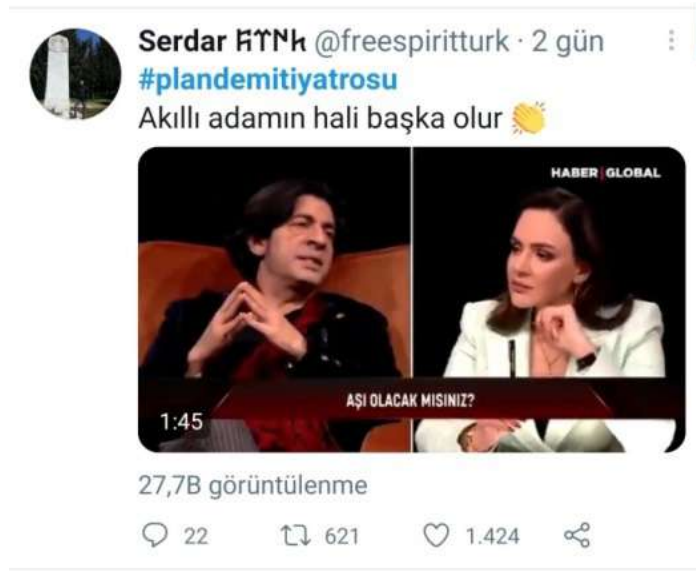 Serdar 𐰃𐱅𐰼𐰚 @freespiritturk · 2 gün
#plandemitiyatrosu
Akıllı adamın hali başka olur 👏
HABER GLOBAL
AŞI OLACAK MISINIZ?
1:45
27,7B görüntülenme
22 621 1.424